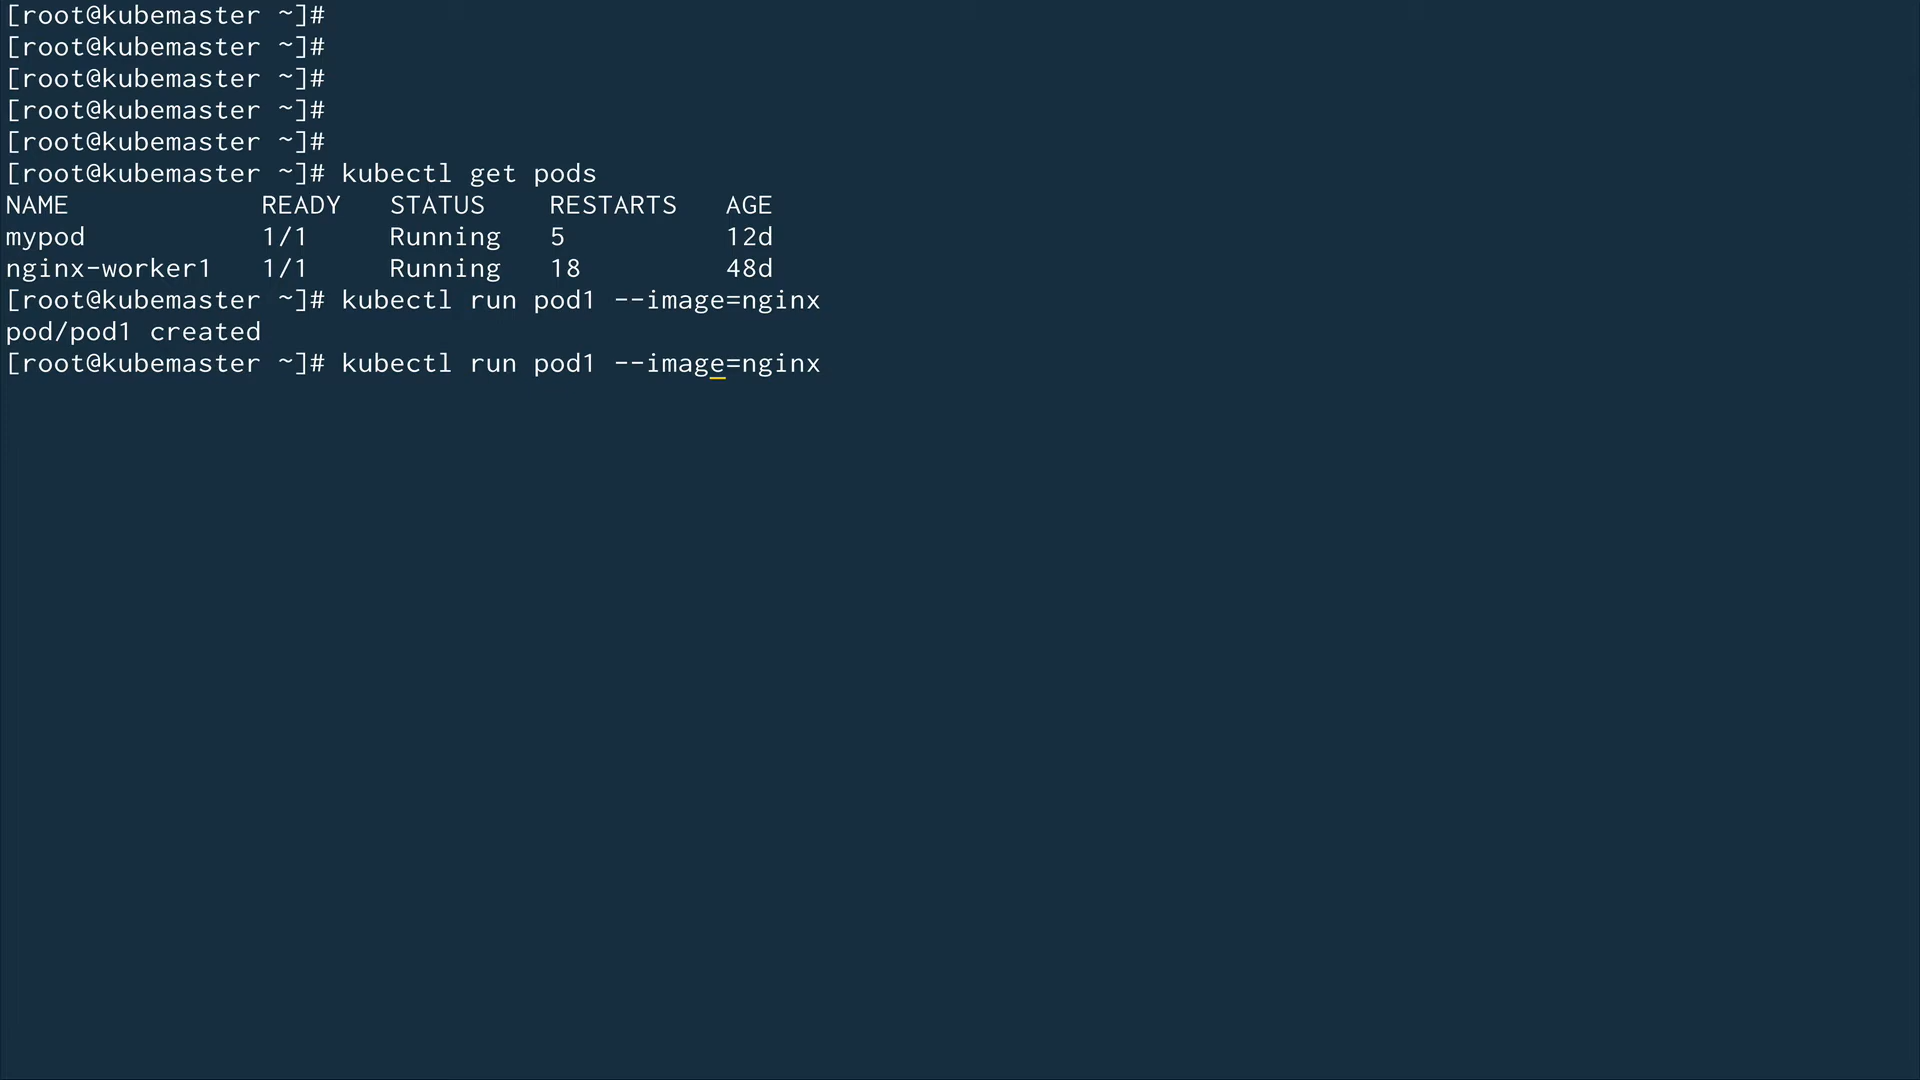 [root@kubemaster ~]#
[root@kubemaster ~]#
[root@kubemaster ~]#
[root@kubemaster ~]#
[root@kubemaster ~]#
[root@kubemaster ~]# kubectl get pods
NAME            READY   STATUS    RESTARTS   AGE
mypod           1/1     Running   5          12d
nginx-worker1   1/1     Running   18         48d
[root@kubemaster ~]# kubectl run pod1 --image=nginx
pod/pod1 created
[root@kubemaster ~]# kubectl run pod1 --image=nginx